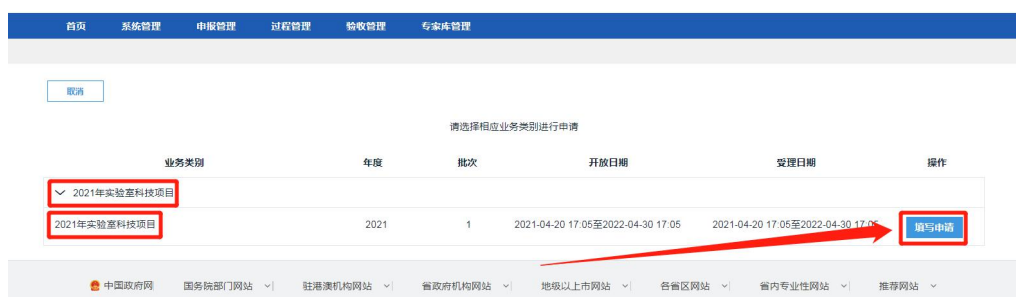 首页 系统管理 申报管理 过程管理 验收管理 专家库管理
取消
请选择相应业务类别进行申请
业务类别 年度 批次 开放日期 受理日期 操作
2021年实验室科技项目
2021年实验室科技项目 2021 1 2021-04-20 17:05至2022-04-30 17:05 2021-04-20 17:05至2022-04-30 17:05 填写申请
中国政府网 国务院部门网站 驻港澳机构网站 省政府机构网站 地级以上市网站 各省区网站 省内专业性网站 推荐网站